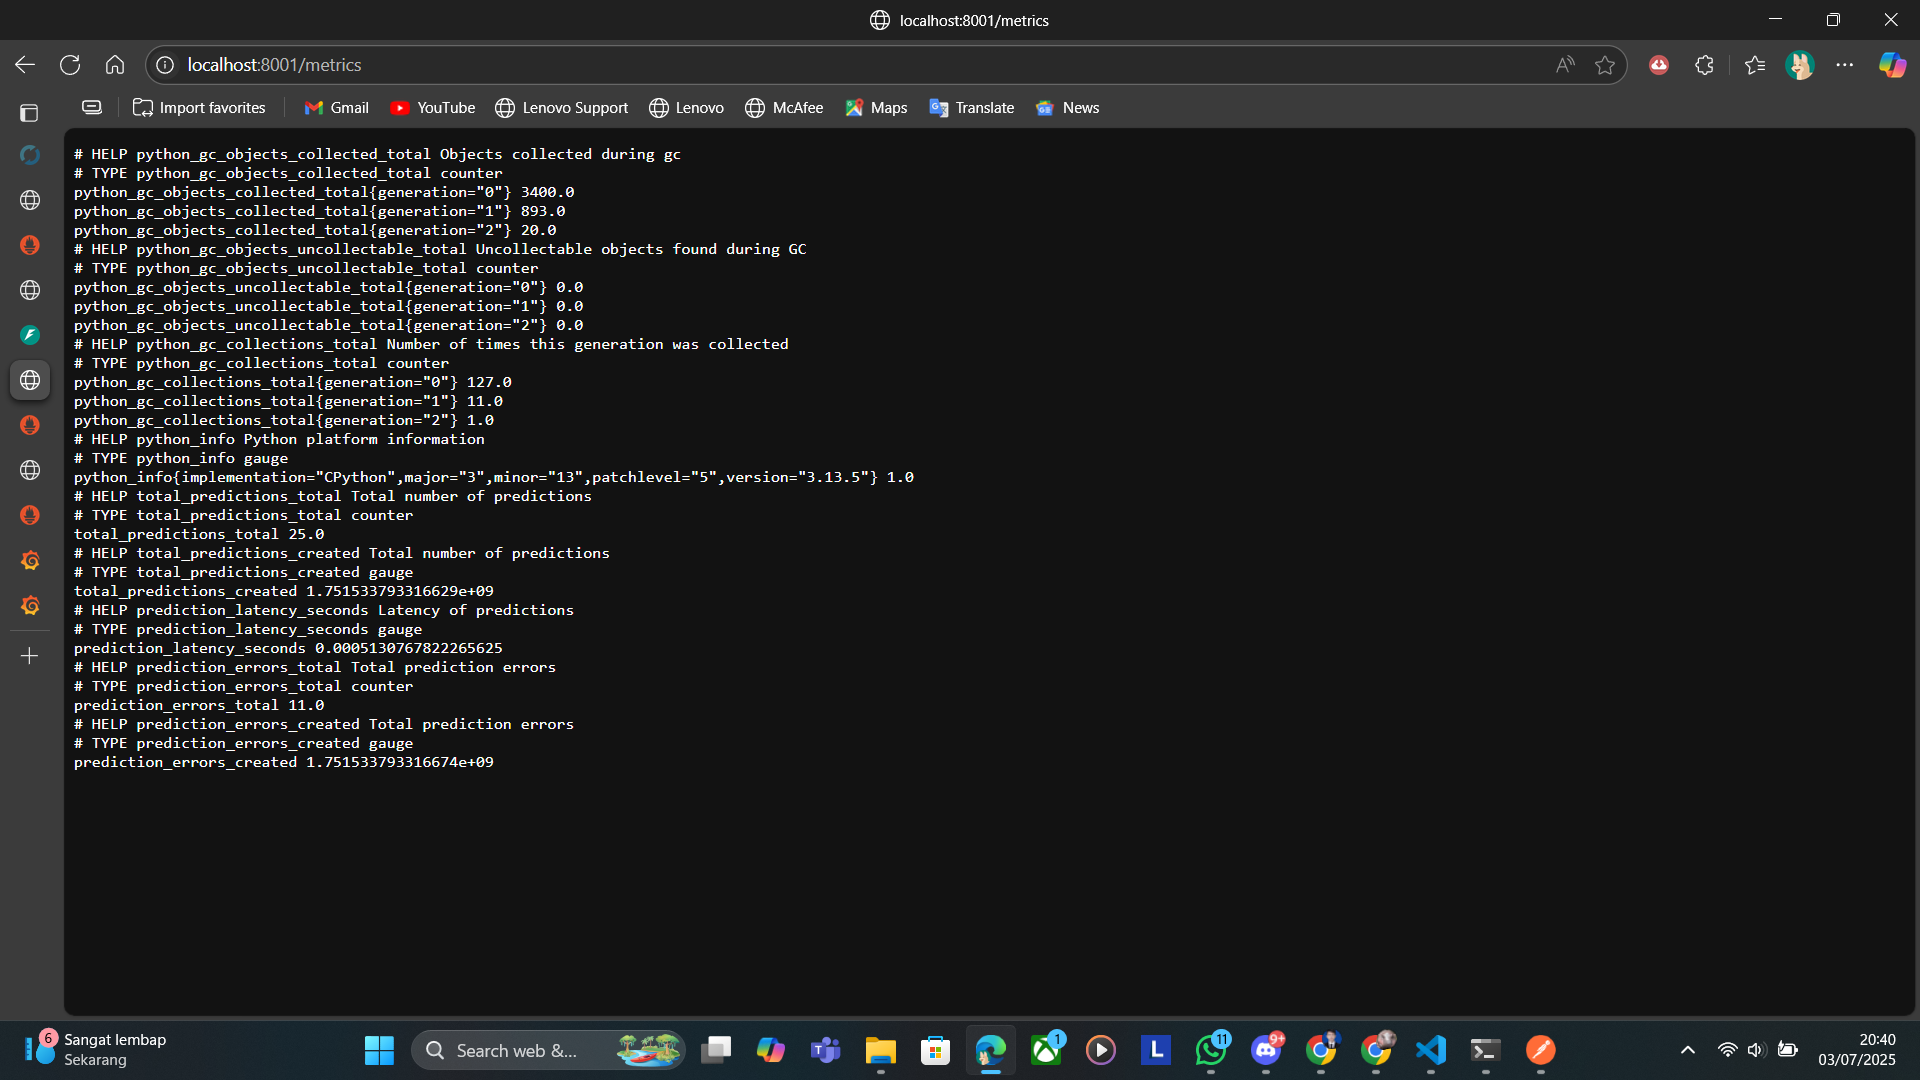 localhost:8001/metrics
localhost:8001/metrics
Import favorites
Gmail
YouTube
Lenovo Support
Lenovo
McAfee
Maps
Translate
News
# HELP python_gc_objects_collected_total Objects collected during gc
# TYPE python_gc_objects_collected_total counter
python_gc_objects_collected_total{generation="0"} 3400.0
python_gc_objects_collected_total{generation="1"} 893.0
python_gc_objects_collected_total{generation="2"} 20.0
# HELP python_gc_objects_uncollectable_total Uncollectable objects found during GC
# TYPE python_gc_objects_uncollectable_total counter
python_gc_objects_uncollectable_total{generation="0"} 0.0
python_gc_objects_uncollectable_total{generation="1"} 0.0
python_gc_objects_uncollectable_total{generation="2"} 0.0
# HELP python_gc_collections_total Number of times this generation was collected
# TYPE python_gc_collections_total counter
python_gc_collections_total{generation="0"} 127.0
python_gc_collections_total{generation="1"} 11.0
python_gc_collections_total{generation="2"} 1.0
# HELP python_info Python platform information
# TYPE python_info gauge
python_info{implementation="CPython",major="3",minor="13",patchlevel="5",version="3.13.5"} 1.0
# HELP total_predictions_total Total number of predictions
# TYPE total_predictions_total counter
total_predictions_total 25.0
# HELP total_predictions_created Total number of predictions
# TYPE total_predictions_created gauge
total_predictions_created 1.751533793316629e+09
# HELP prediction_latency_seconds Latency of predictions
# TYPE prediction_latency_seconds gauge
prediction_latency_seconds 0.0005130767822265625
# HELP prediction_errors_total Total prediction errors
# TYPE prediction_errors_total counter
prediction_errors_total 11.0
# HELP prediction_errors_created Total prediction errors
# TYPE prediction_errors_created gauge
prediction_errors_created 1.751533793316674e+09
6
Sangat lembap
Sekarang
Search web &...
1
L
11
9+
20:40
03/07/2025